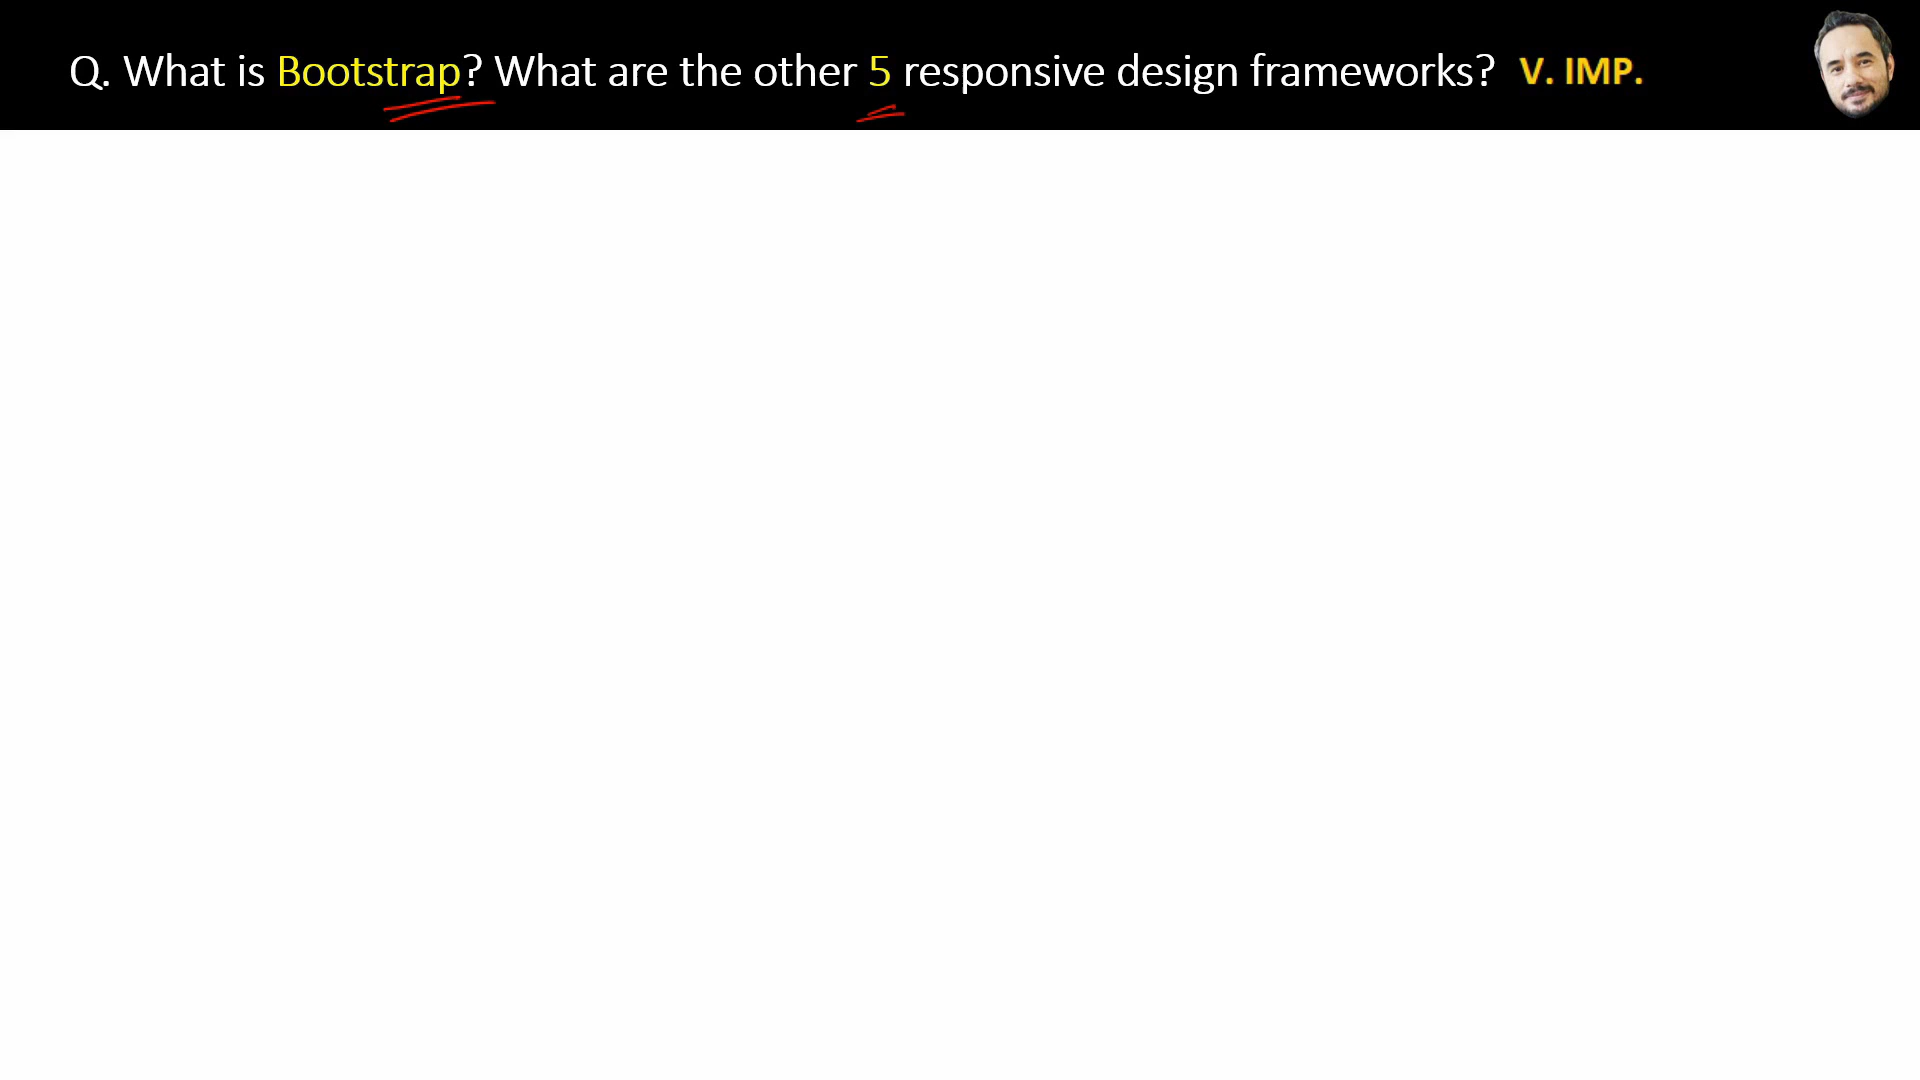 Q. What is Bootstrap? What are the other 5 responsive design frameworks? V. IMP.